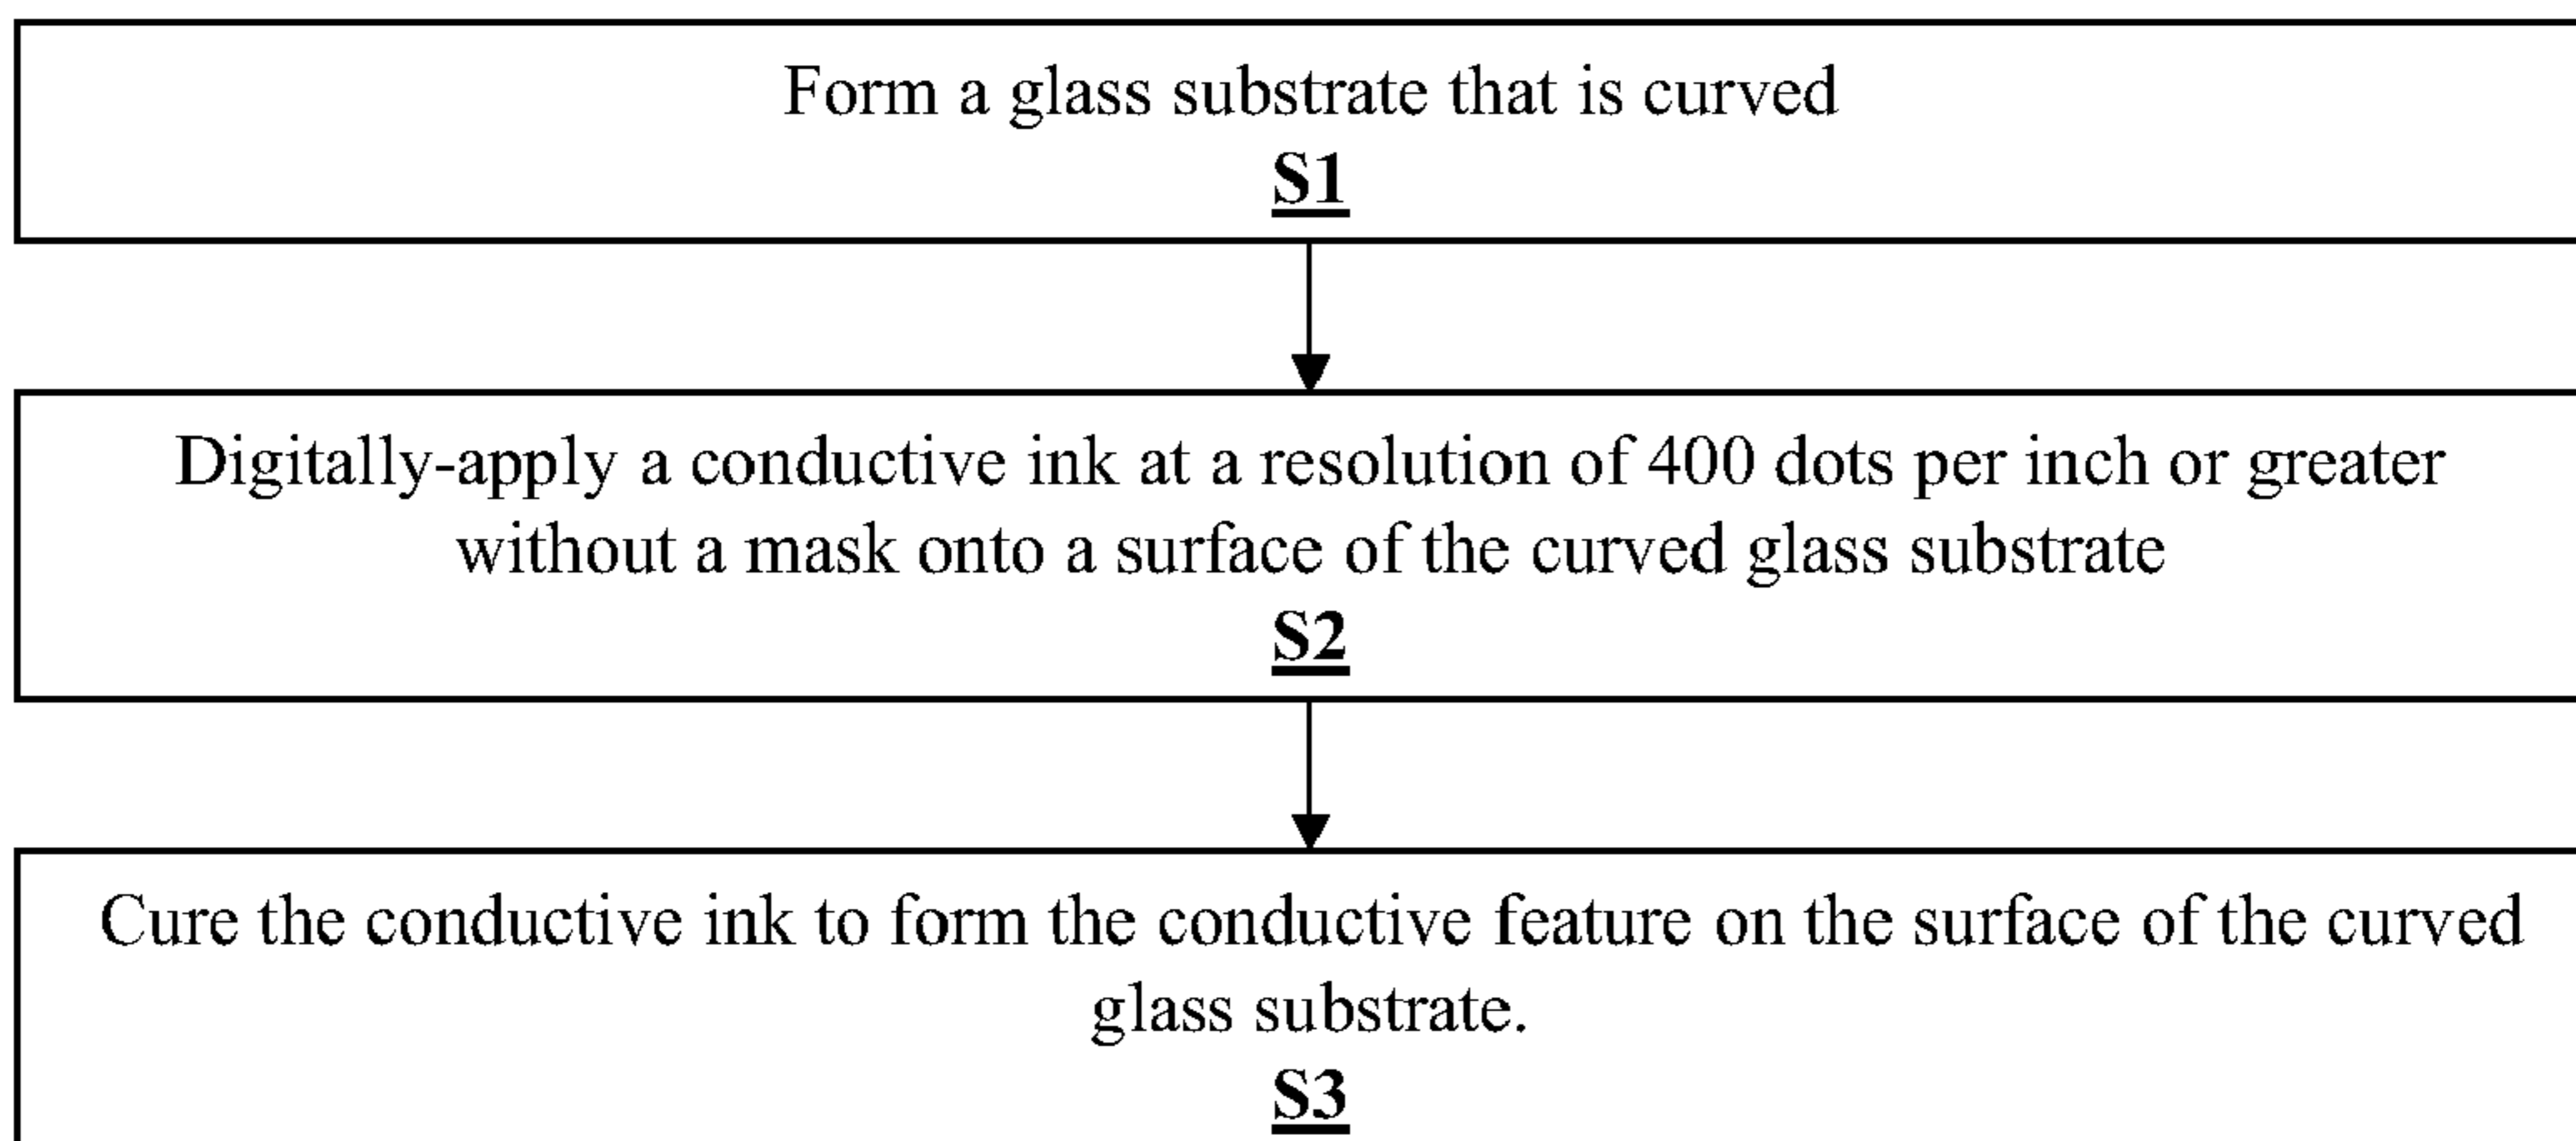 Form a glass substrate that is curved
S1
Digitally-apply a conductive ink at a resolution of 400 dots per inch or greater
without a mask onto a surface of the curved glass substrate
S2
Cure the conductive ink to form the conductive feature on the surface of the curved
glass substrate.
S3